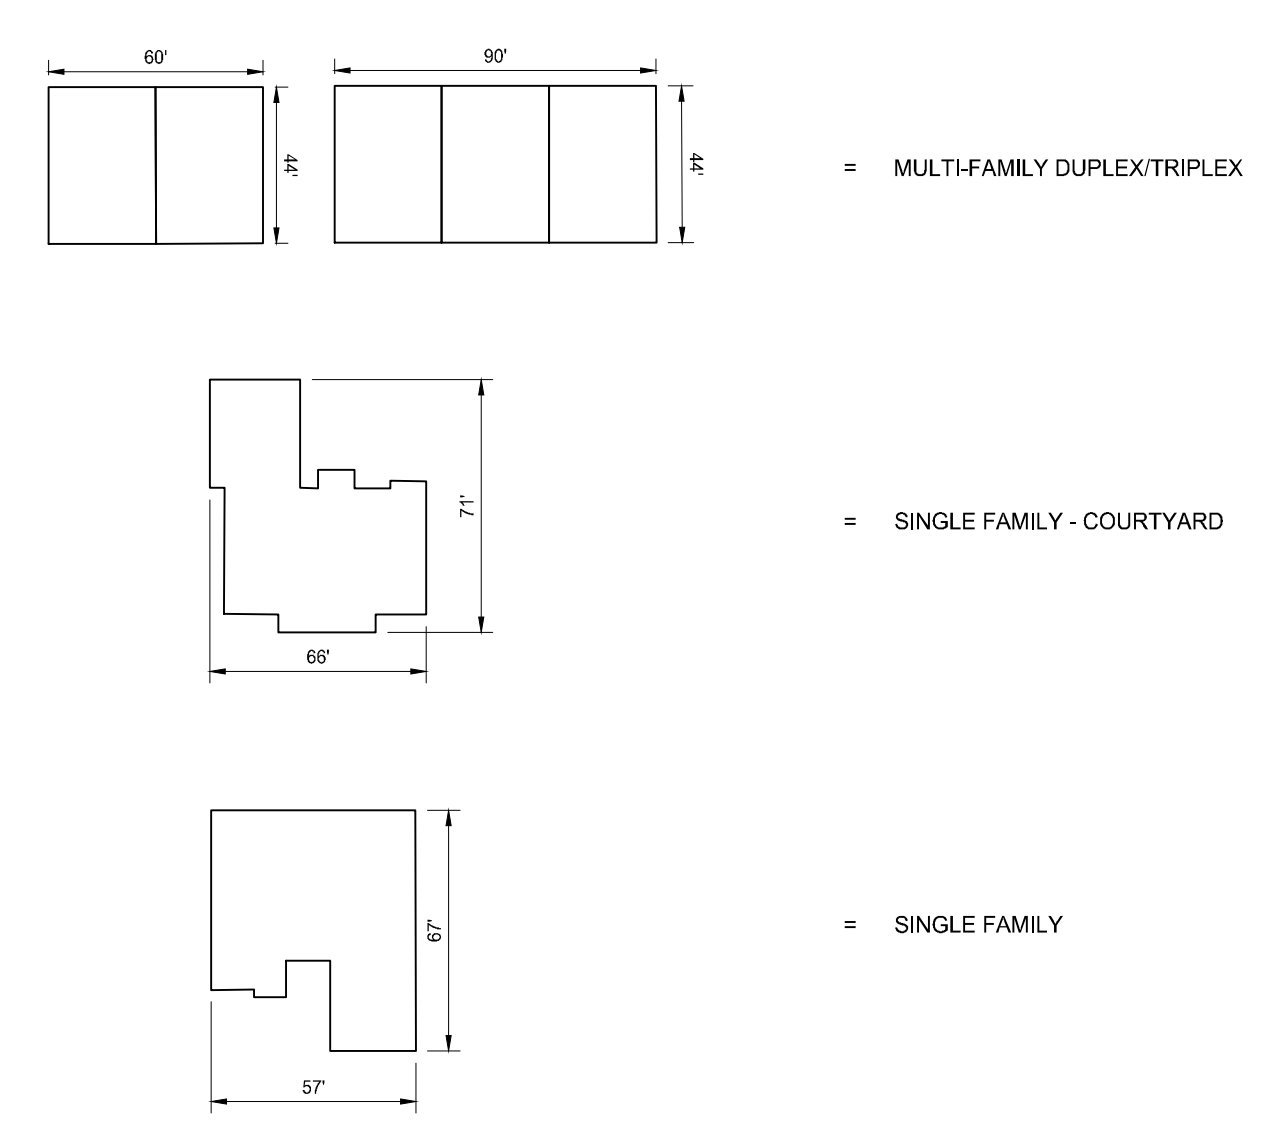 60'
90'
44'
44'
= MULTI-FAMILY DUPLEX/TRIPLEX
71'
= SINGLE FAMILY - COURTYARD
66'
67'
= SINGLE FAMILY
57'